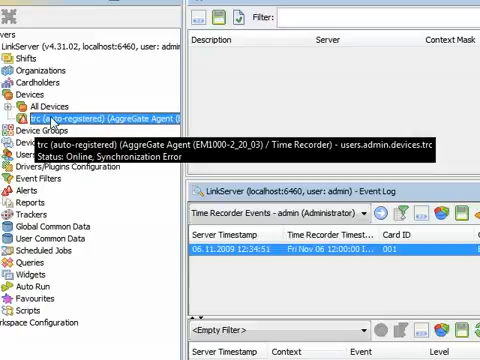 Filter:
vers
LinkServer (v4.31.02, localhost:6460, user: admin
Description Server Context Mask
Shifts
Organizations
Cardholders
Devices
All Devices
trc (auto-registered) (AggreGate Agent (
Device Groups
trc (auto-registered) (AggreGate Agent (EM1000-2_20_03) / Time Recorder) - users.admin.devices.trc
Status: Online, Synchronization Error
Users
Drivers/Plugins Configuration
Event Filters
Alerts
Reports
Trackers
Global Common Data
User Common Data
Scheduled Jobs
Queries
Widgets
Auto Run
Favourites
Scripts
kspace Configuration
LinkServer (localhost:6460, user: admin) - Event Log
Time Recorder Events - admin (Administrator)
Server Timestamp Time Recorder Timest... Card ID
06.11.2009 12:34:51 Fri Nov 06 12:00:00 I... 001
<Empty Filter>
Server Timestamp Context Event Level